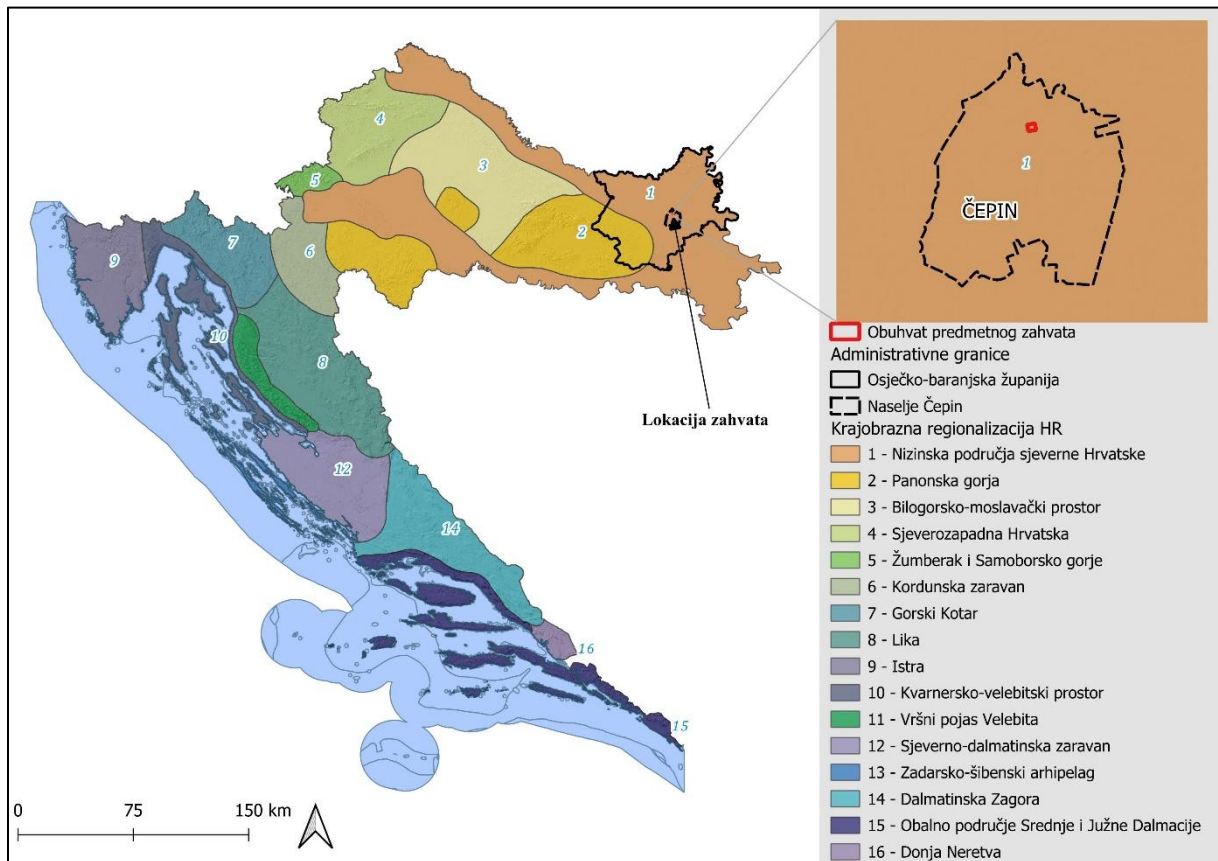 4
3
1
5
2
6
7
9
10
8
12
14
16
15
Lokacija zahvata
0 75 150 km
1
ČEPIN
Obuhvat predmetnog zahvata
Administrativne granice
Osječko-baranjska županija
Naselje Čepin
Krajobrazna regionalizacija HR
1 - Nizinska područja sjeverne Hrvatske
2 - Panonska gorja
3 - Bilogorsko-moslavački prostor
4 - Sjeverozapadna Hrvatska
5 - Žumberak i Samoborsko gorje
6 - Kordunska zaravan
7 - Gorski Kotar
8 - Lika
9 - Istra
10 - Kvarnersko-velebitski prostor
11 - Vršni pojas Velebita
12 - Sjeverno-dalmatinska zaravan
13 - Zadarsko-šibenski arhipelag
14 - Dalmatinska Zagora
15 - Obalno područje Srednje i Južne Dalmacije
16 - Donja Neretva